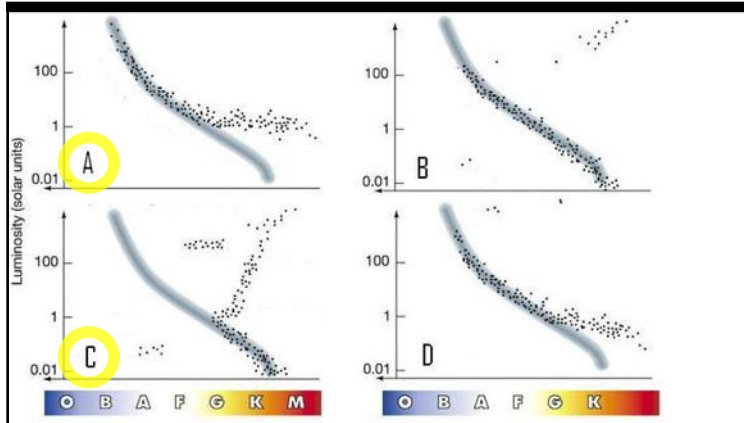 Luminosity (solar units)
100
1
0.01
A
100
1
0.01
B
100
1
0.01
C
100
1
0.01
D
O B A F G K M
O B A F G K